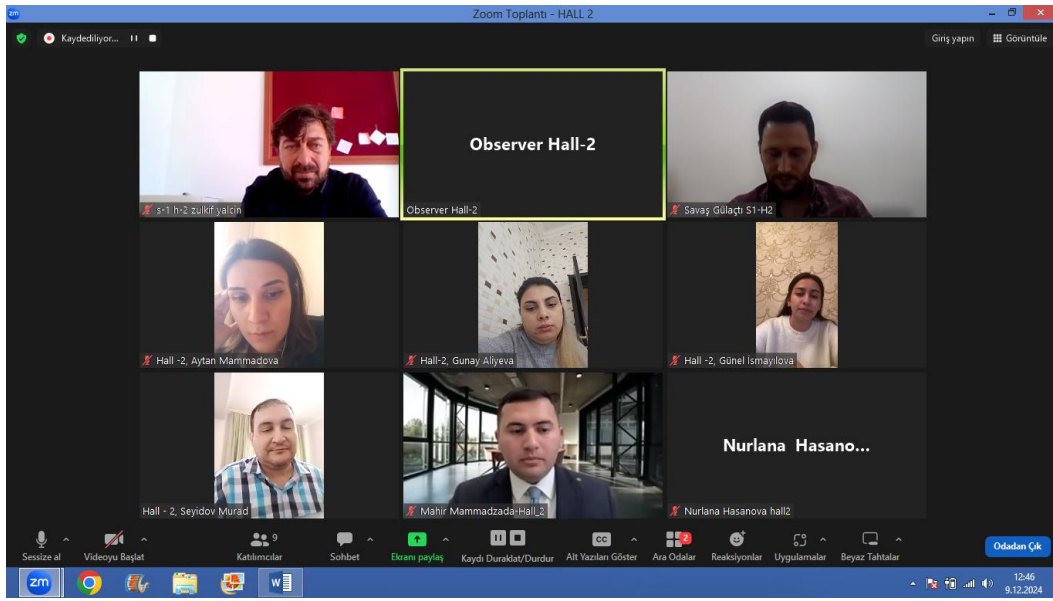 zm
Zoom Toplantı - HALL 2
Kaydediliyor...
Giriş yapın
Görüntüle
s-1 h-2 zulkif yalcın
Observer Hall-2
Observer Hall-2
Savaş Gülaçtı S1-H2
Hall -2, Aytan Mammadova
Hall-2, Gunay Aliyeva
Hall -2, Günel İsmayılova
Hall - 2, Seyidov Murad
Mahir Mammadzada-Hall_2
Nurlana Hasano...
Nurlana Hasanova hall2
9
CC
2
Sessize al
Videoyu Başlat
Katılımcılar
Sohbet
Ekranı paylaş
Kaydı Duraklat/Durdur
Alt Yazıları Göster
Ara Odalar
Reaksiyonlar
Uygulamalar
Beyaz Tahtalar
Odadan Çık
zm
W
12:46
9.12.2024